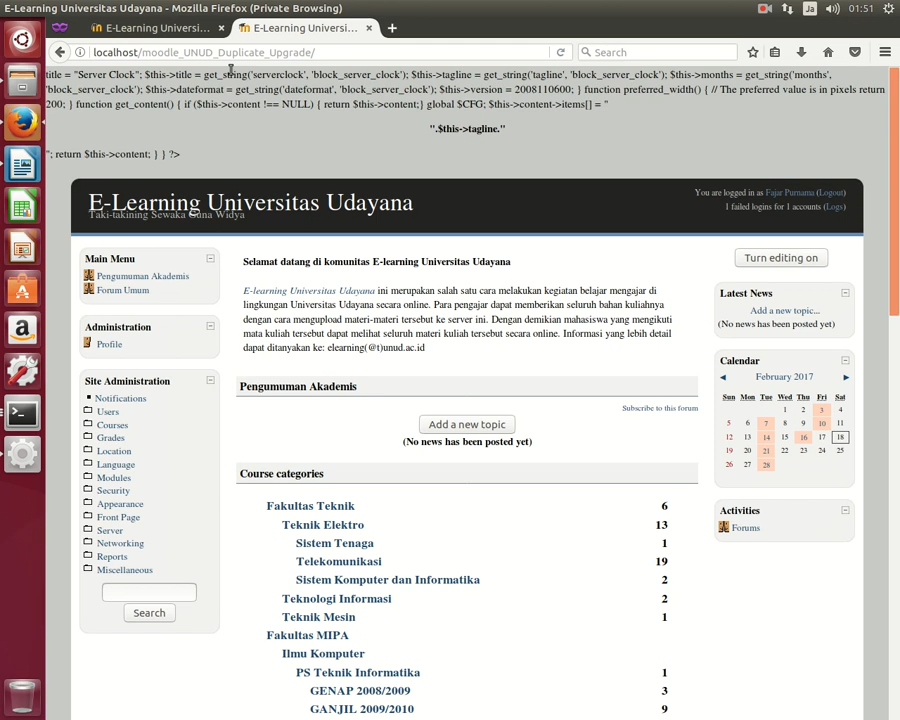 E-Learning Universitas Udayana - Mozilla Firefox (Private Browsing)
Ja
01:51
E-Learning Universi...
E-Learning Universi...
localhost/moodle_UNUD_Duplicate_Upgrade/
Search
title = "Server Clock"; $this->title = get_string('serverclock', 'block_server_clock'); $this->tagline = get_string('tagline', 'block_server_clock'); $this->months = get_string('months',
'block_server_clock'); $this->dateformat = get_string('dateformat', 'block_server_clock'); $this->version = 2008110600; } function preferred_width() { // The preferred value is in pixels return
200; } function get_content() { if ($this->content !== NULL) { return $this->content;} global $CFG; $this->content->items[] = "
".$this->tagline."
"; return $this->content; } } ?>
E-Learning Universitas Udayana
Taki-takining Sewaka Guna Widya
You are logged in as Fajar Purnama (Logout)
1 failed logins for 1 accounts (Logs)
Main Menu
Pengumuman Akademis
Forum Umum
Administration
Profile
Site Administration
Notifications
Users
Courses
Grades
Location
Language
Modules
Security
Appearance
Front Page
Server
Networking
Reports
Miscellaneous
Search
Selamat datang di komunitas E-learning Universitas Udayana
E-learning Universitas Udayana ini merupakan salah satu cara melakukan kegiatan belajar mengajar di
lingkungan Universitas Udayana secara online. Para pengajar dapat memberikan seluruh bahan kuliahnya
dengan cara mengupload materi-materi tersebut ke server ini. Dengan demikian mahasiswa yang mengikuti
mata kuliah tersebut dapat melihat seluruh materi kuliah tersebut secara online. Informasi yang lebih detail
dapat ditanyakan ke: elearning(@t)unud.ac.id
Pengumuman Akademis
Subscribe to this forum
Add a new topic
(No news has been posted yet)
Course categories
Fakultas Teknik 6
Teknik Elektro 13
Sistem Tenaga 1
Telekomunikasi 19
Sistem Komputer dan Informatika 2
Teknologi Informasi 2
Teknik Mesin 1
Fakultas MIPA
Ilmu Komputer
PS Teknik Informatika 1
GENAP 2008/2009 3
GANJIL 2009/2010 9
Turn editing on
Latest News
Add a new topic...
(No news has been posted yet)
Calendar
◄ February 2017 ►
Sun Mon Tue Wed Thu Fri Sat
1 2 3 4
5 6 7 8 9 10 11
12 13 14 15 16 17 18
19 20 21 22 23 24 25
26 27 28
Activities
Forums